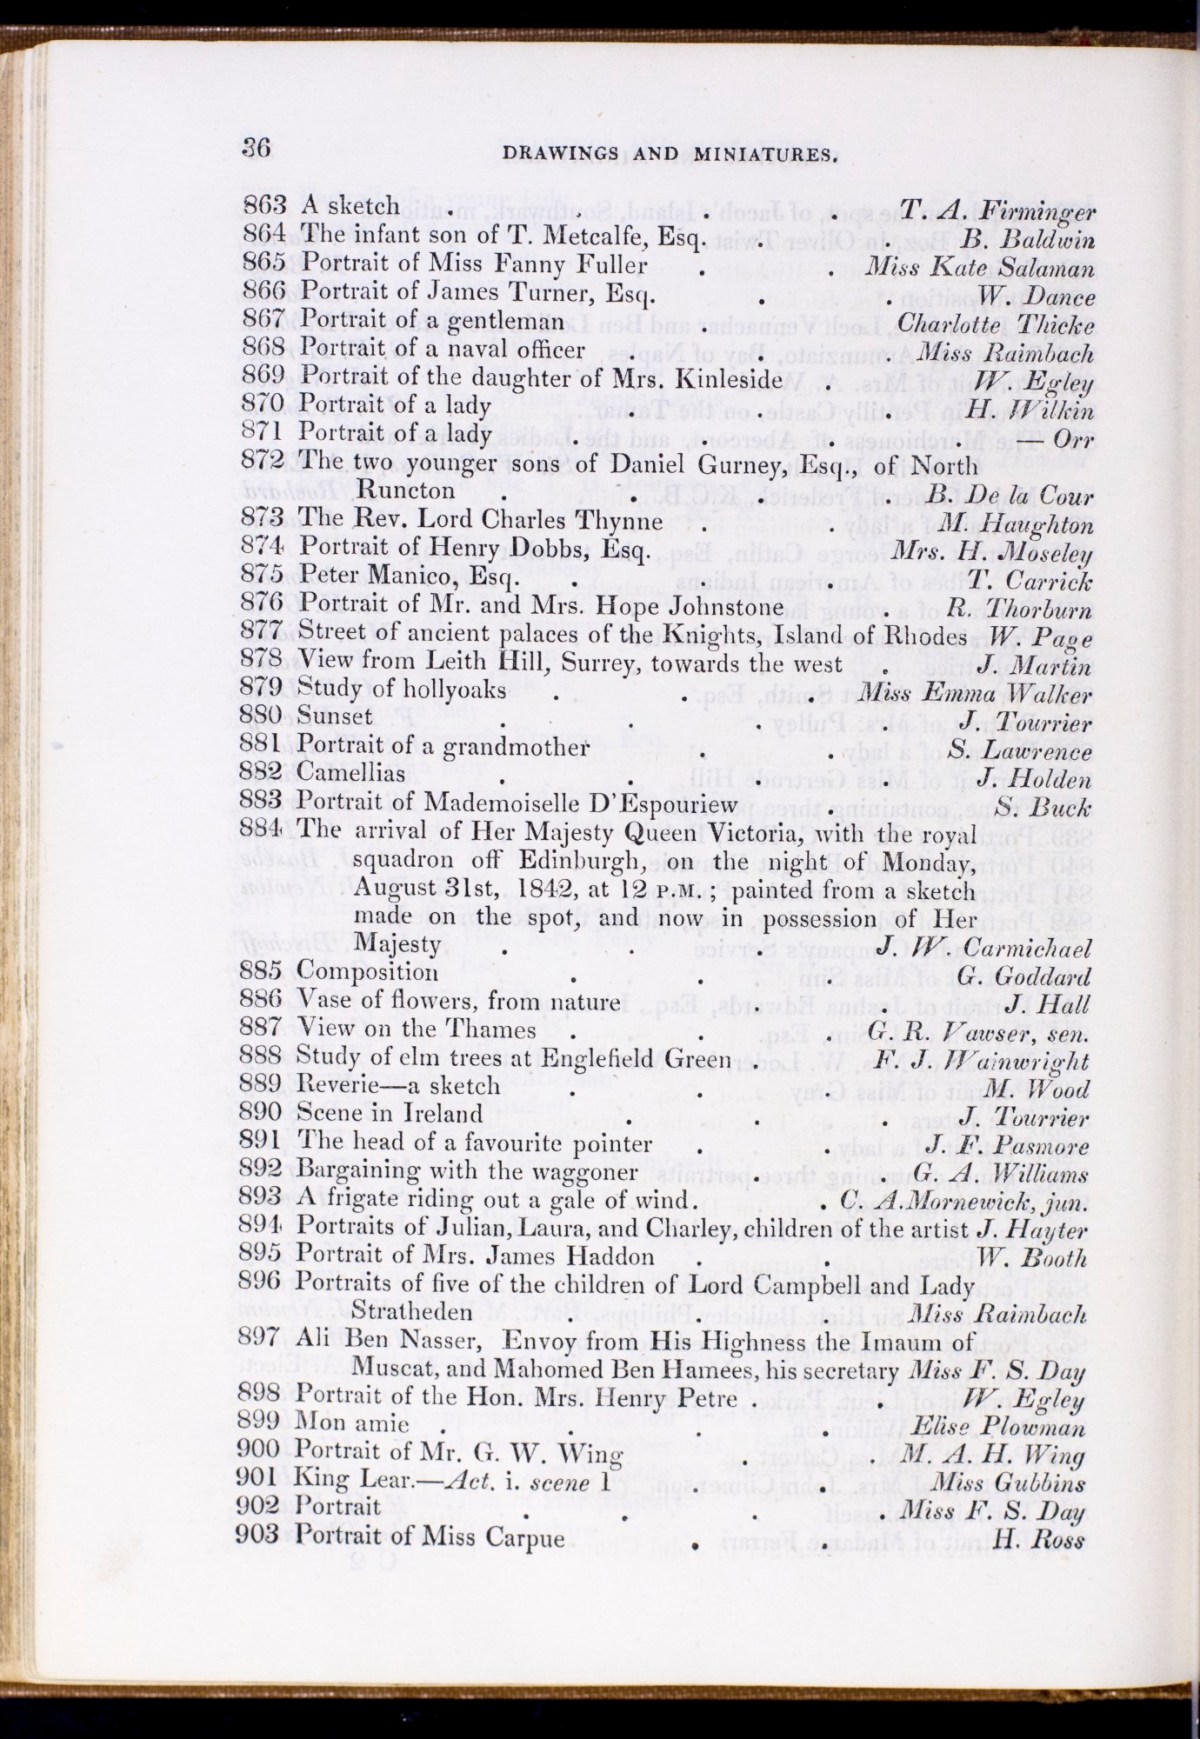 36
DRAWINGS AND MINIATURES.
863 A sketch . . . . T. A. Firminger
864 The infant son of T. Metcalfe, Esq. . . B. Baldwin
865 Portrait of Miss Fanny Fuller . . Miss Kate Salaman
866 Portrait of James Turner, Esq. . . W. Dance
867 Portrait of a gentleman . Charlotte Thicke
868 Portrait of a naval officer . . . Miss Raimbach
869 Portrait of the daughter of Mrs. Kinleside . W. Egley
870 Portrait of a lady . . . H. Wilkin
871 Portrait of a lady . . . . — Orr
872 The two younger sons of Daniel Gurney, Esq., of North
Runcton . . . . B. De la Cour
873 The Rev. Lord Charles Thynne . . M. Haughton
874 Portrait of Henry Dobbs, Esq. . Mrs. H. Moseley
875 Peter Manico, Esq. . . . T. Carrick
876 Portrait of Mr. and Mrs. Hope Johnstone . R. Thorburn
877 Street of ancient palaces of the Knights, Island of Rhodes W. Page
878 View from Leith Hill, Surrey, towards the west . J. Martin
879 Study of hollyoaks . . . Miss Emma Walker
880 Sunset . . . . J. Tourrier
881 Portrait of a grandmother . . S. Lawrence
882 Camellias . . . . J. Holden
883 Portrait of Mademoiselle D'Espouriew . S. Buck
884 The arrival of Her Majesty Queen Victoria, with the royal
squadron off Edinburgh, on the night of Monday,
August 31st, 1842, at 12 P.M.; painted from a sketch
made on the spot, and now in possession of Her
Majesty . . . J. W. Carmichael
885 Composition . . . G. Goddard
886 Vase of flowers, from nature . . J. Hall
887 View on the Thames . . . G. R. Vawser, sen.
888 Study of elm trees at Englefield Green . F. J. Wainwright
889 Reverie—a sketch . . . M. Wood
890 Scene in Ireland . . . J. Tourrier
891 The head of a favourite pointer . . J. F. Pasmore
892 Bargaining with the waggoner . . G. A. Williams
893 A frigate riding out a gale of wind. . C. A. Mornewick, jun.
894 Portraits of Julian, Laura, and Charley, children of the artist J. Hayter
895 Portrait of Mrs. James Haddon . . W. Booth
896 Portraits of five of the children of Lord Campbell and Lady
Stratheden . . . Miss Raimbach
897 Ali Ben Nasser, Envoy from His Highness the Imaum of
Muscat, and Mahomed Ben Hamees, his secretary Miss F. S. Day
898 Portrait of the Hon. Mrs. Henry Petre . . W. Egley
899 Mon amie . . . . Elise Plowman
900 Portrait of Mr. G. W. Wing . . M. A. H. Wing
901 King Lear.—Act. i. scene 1 . . Miss Gubbins
902 Portrait . . . . Miss F. S. Day
903 Portrait of Miss Carpue . . H. Ross